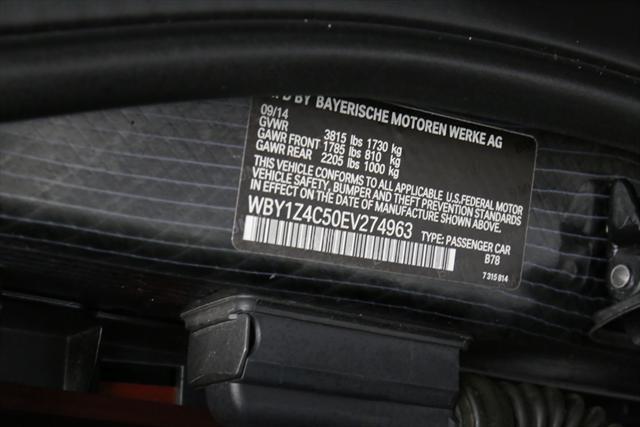 MFD BY BAYERISCHE MOTOREN WERKE AG
09/14
GVWR 3815 lbs 1730 kg
GAWR FRONT 1785 lbs 810 kg
GAWR REAR 2205 lbs 1000 kg
THIS VEHICLE CONFORMS TO ALL APPLICABLE U.S.FEDERAL MOTOR
VEHICLE SAFETY, BUMPER AND THEFT PREVENTION STANDARDS
IN EFFECT ON THE DATE OF MANUFACTURE SHOWN ABOVE.
WBY1Z4C50EV274963 TYPE: PASSENGER CAR
B78
7 315 814